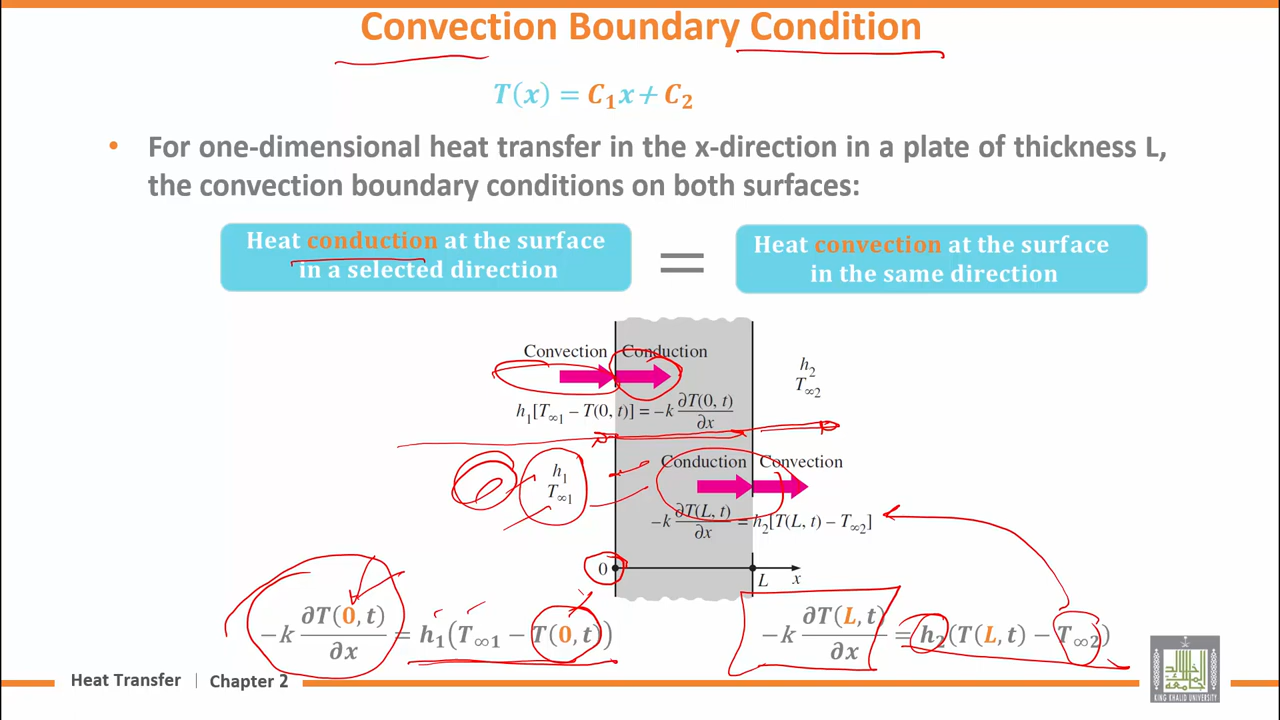 Convection Boundary Condition
T(x) = C₁x + C₂
• For one-dimensional heat transfer in the x-direction in a plate of thickness L,
the convection boundary conditions on both surfaces:
Heat conduction at the surface
in a selected direction
=
Heat convection at the surface
in the same direction
Convection
Conduction
h₁[T∞1 – T(0, t)] = –k ∂T(0, t)/∂x
h₂
T∞2
h₁
T∞1
Conduction
Convection
–k ∂T(L, t)/∂x = h₂[T(L, t) – T∞2]
0
L
x
−k ∂T(0, t)/∂x = h₁(T∞1 − T(0, t))
−k ∂T(L, t)/∂x = h₂(T(L, t) − T∞2)
Heat Transfer | Chapter 2
KING KHALID UNIVERSITY